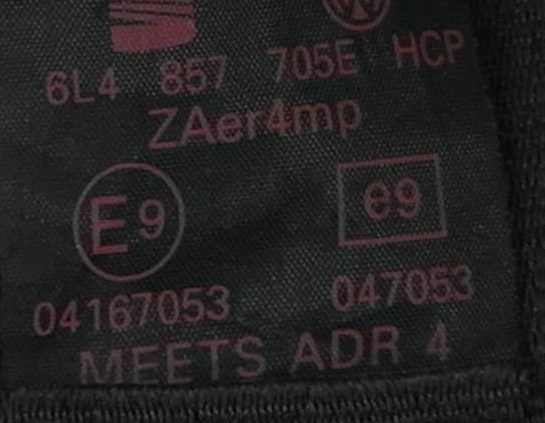 6L4 857 705E HCP
ZAer4mp
E9 e9
04167053 047053
MEETS ADR 4